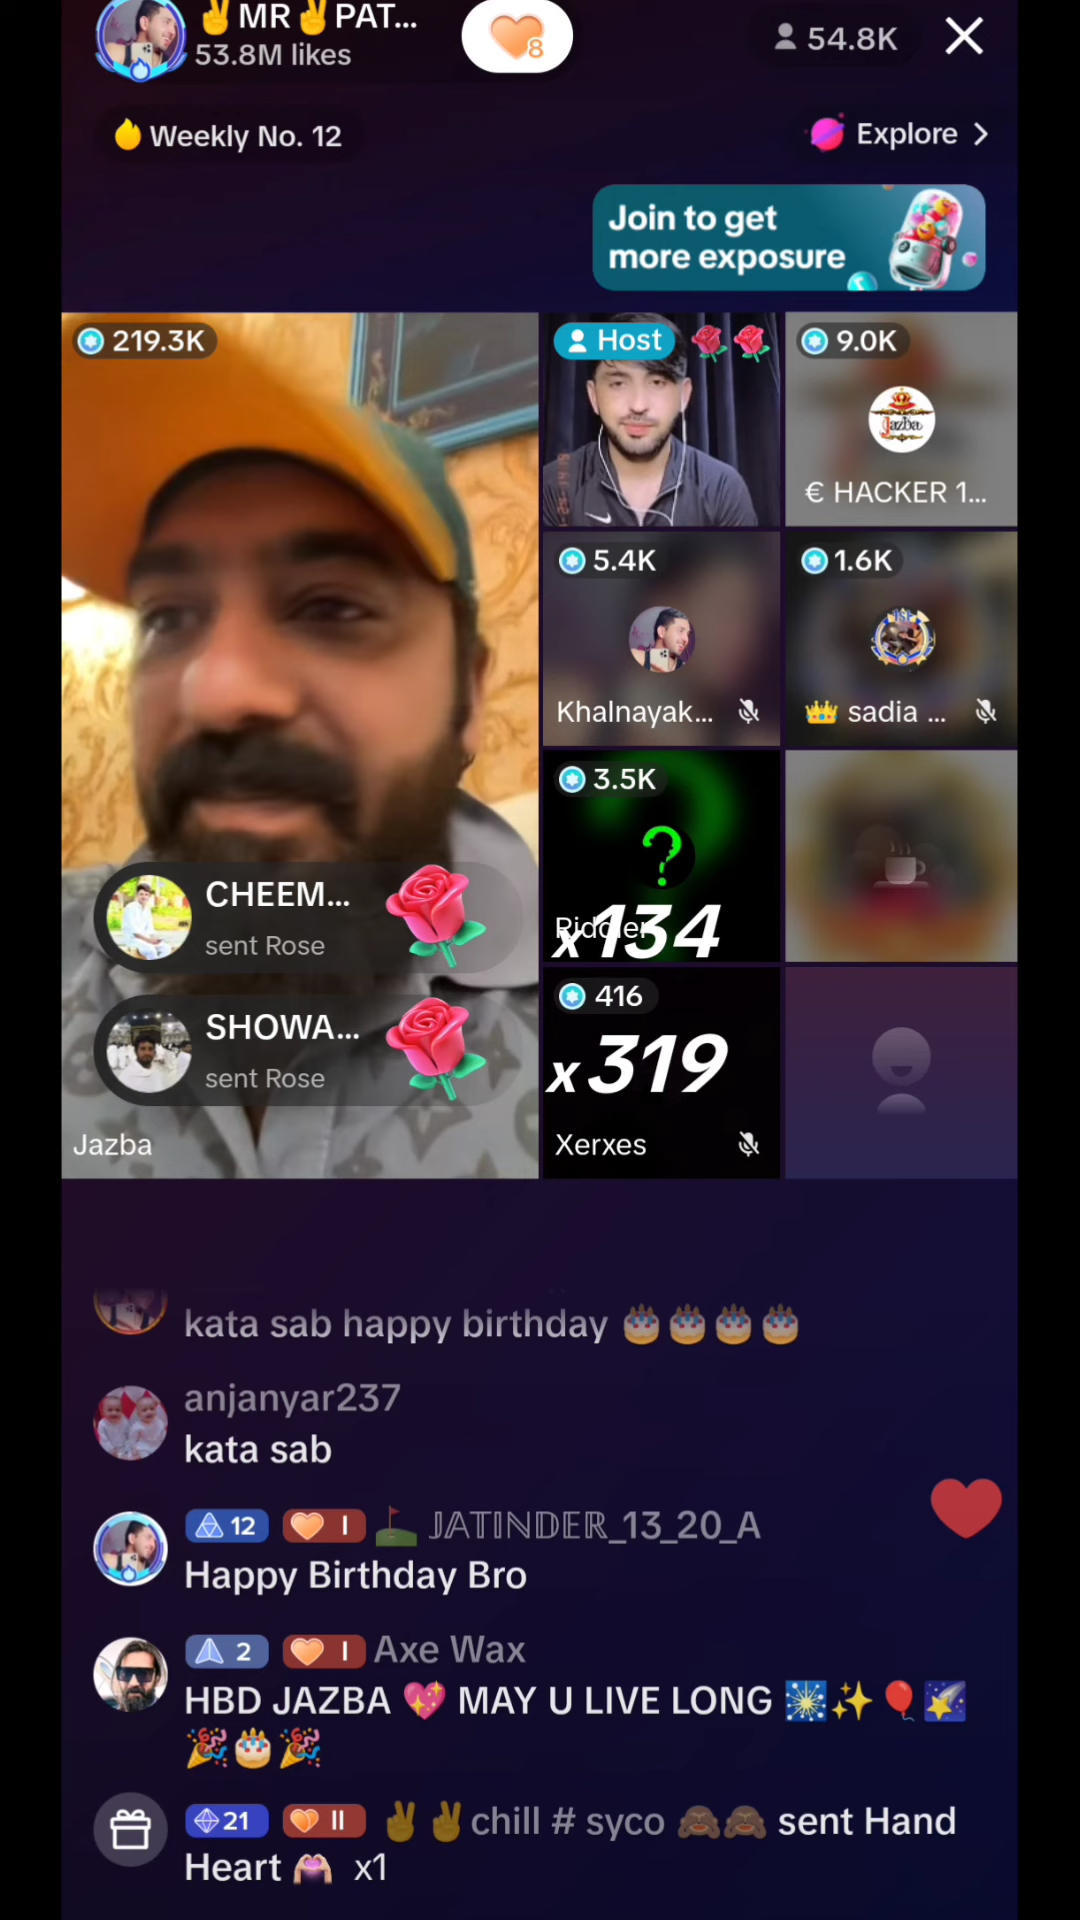 ✌MR✌PAT...
53.8M likes
8
54.8K
Weekly No. 12
Explore >
Join to get
more exposure
219.3K
Host
9.0K
Jazba
€ HACKER 1...
5.4K
1.6K
Khalnayak...
👑 sadia ...
3.5K
?
Riddler
x134
CHEEM...
sent Rose
416
x319
SHOWA...
sent Rose
Jazba
Xerxes
kata sab happy birthday 🎂🎂🎂🎂
anjanyar237
kata sab
12 I ⛳ JATINDER_13_20_A
Happy Birthday Bro
2 I Axe Wax
HBD JAZBA 💖 MAY U LIVE LONG 🎆✨🎈🌠
🎉🎂🎉
21 II ✌✌chill # syco 🙈🙈 sent Hand
Heart 🫶 x1